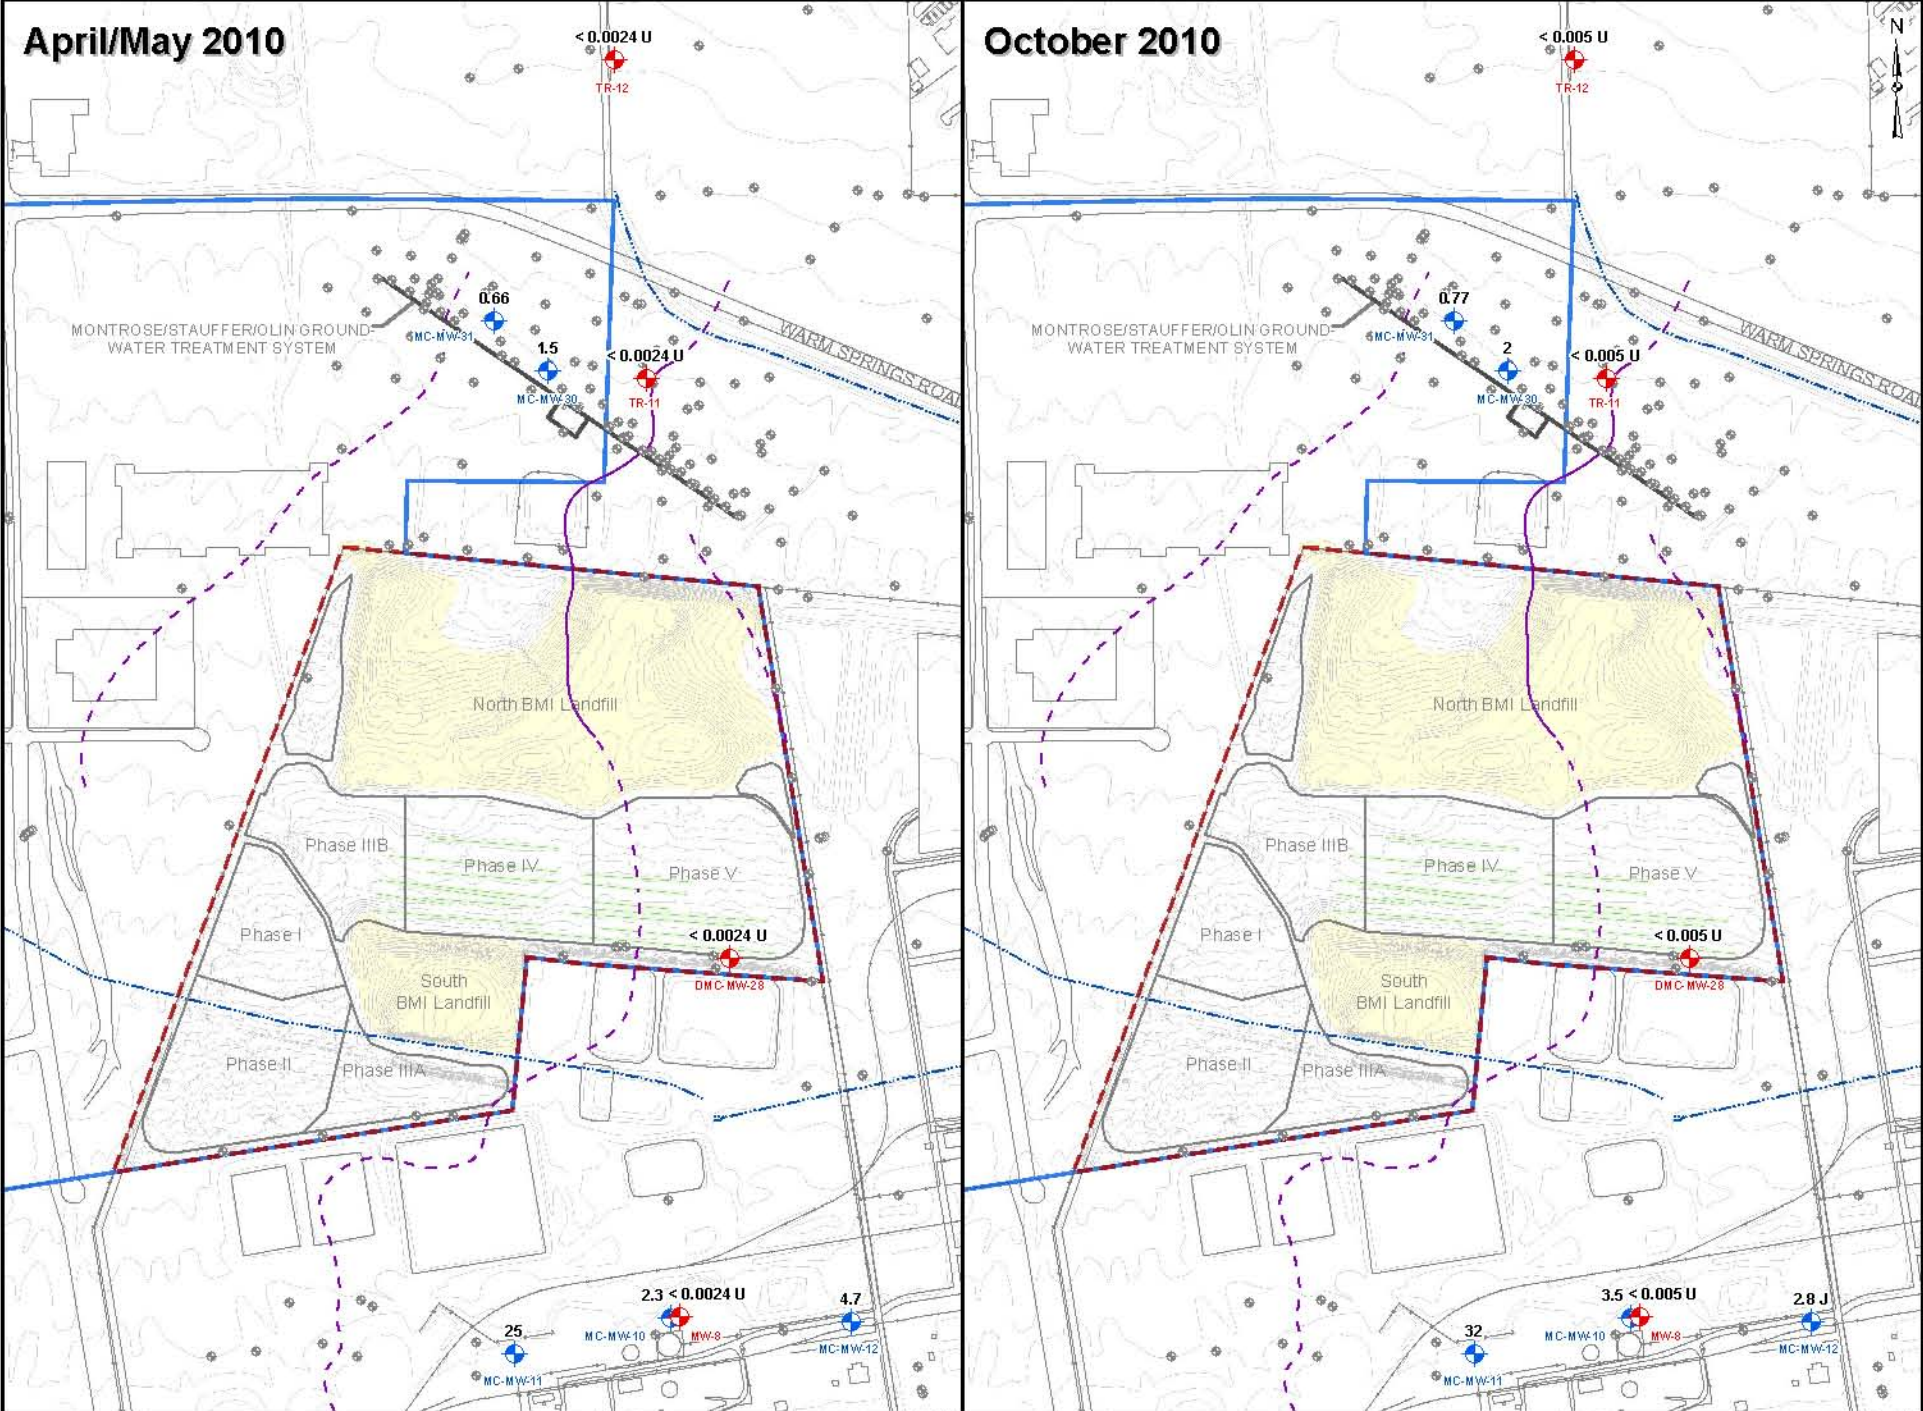 April/May 2010
< 0.0024 U
TR-12
0.66
MC-MW-31
MONTROSE/STAUFFER/OLIN GROUND-
WATER TREATMENT SYSTEM
1.5
MC-MW-30
< 0.0024 U
TR-11
WARM SPRINGS ROAD
North BMI Landfill
Phase IIIB
Phase IV
Phase V
Phase I
< 0.0024 U
DMC-MW-28
South
BMI Landfill
Phase II
Phase IIIA
2.3 < 0.0024 U
MC-MW-10
MW-8
4.7
MC-MW-12
25
MC-MW-11
October 2010
N
< 0.005 U
TR-12
0.77
MC-MW-31
MONTROSE/STAUFFER/OLIN GROUND-
WATER TREATMENT SYSTEM
2
MC-MW-30
< 0.005 U
TR-11
WARM SPRINGS ROAD
North BMI Landfill
Phase IIIB
Phase IV
Phase V
Phase I
< 0.005 U
DMC-MW-28
South
BMI Landfill
Phase II
Phase IIIA
3.5 < 0.005 U
MC-MW-10
MW-8
2.8 J
MC-MW-12
32
MC-MW-11